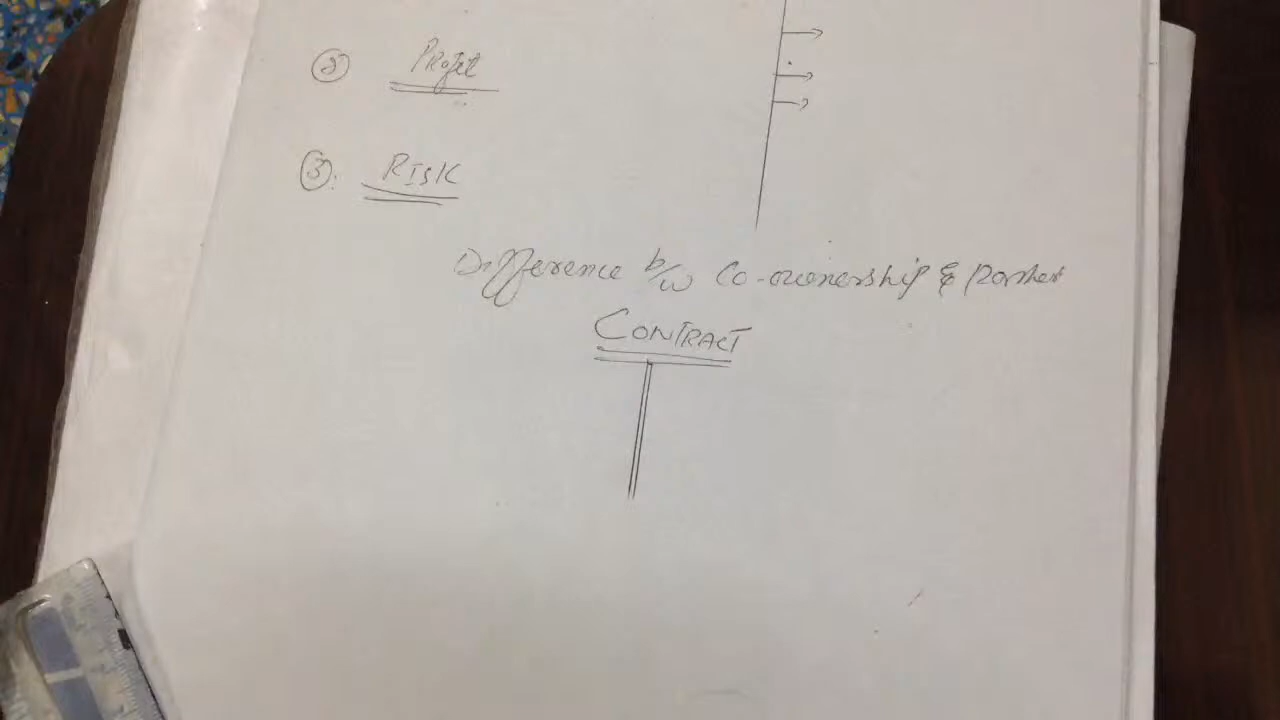 ② Profit
③. RISK
Difference b/w Co-ownership & Partner
CONTRACT